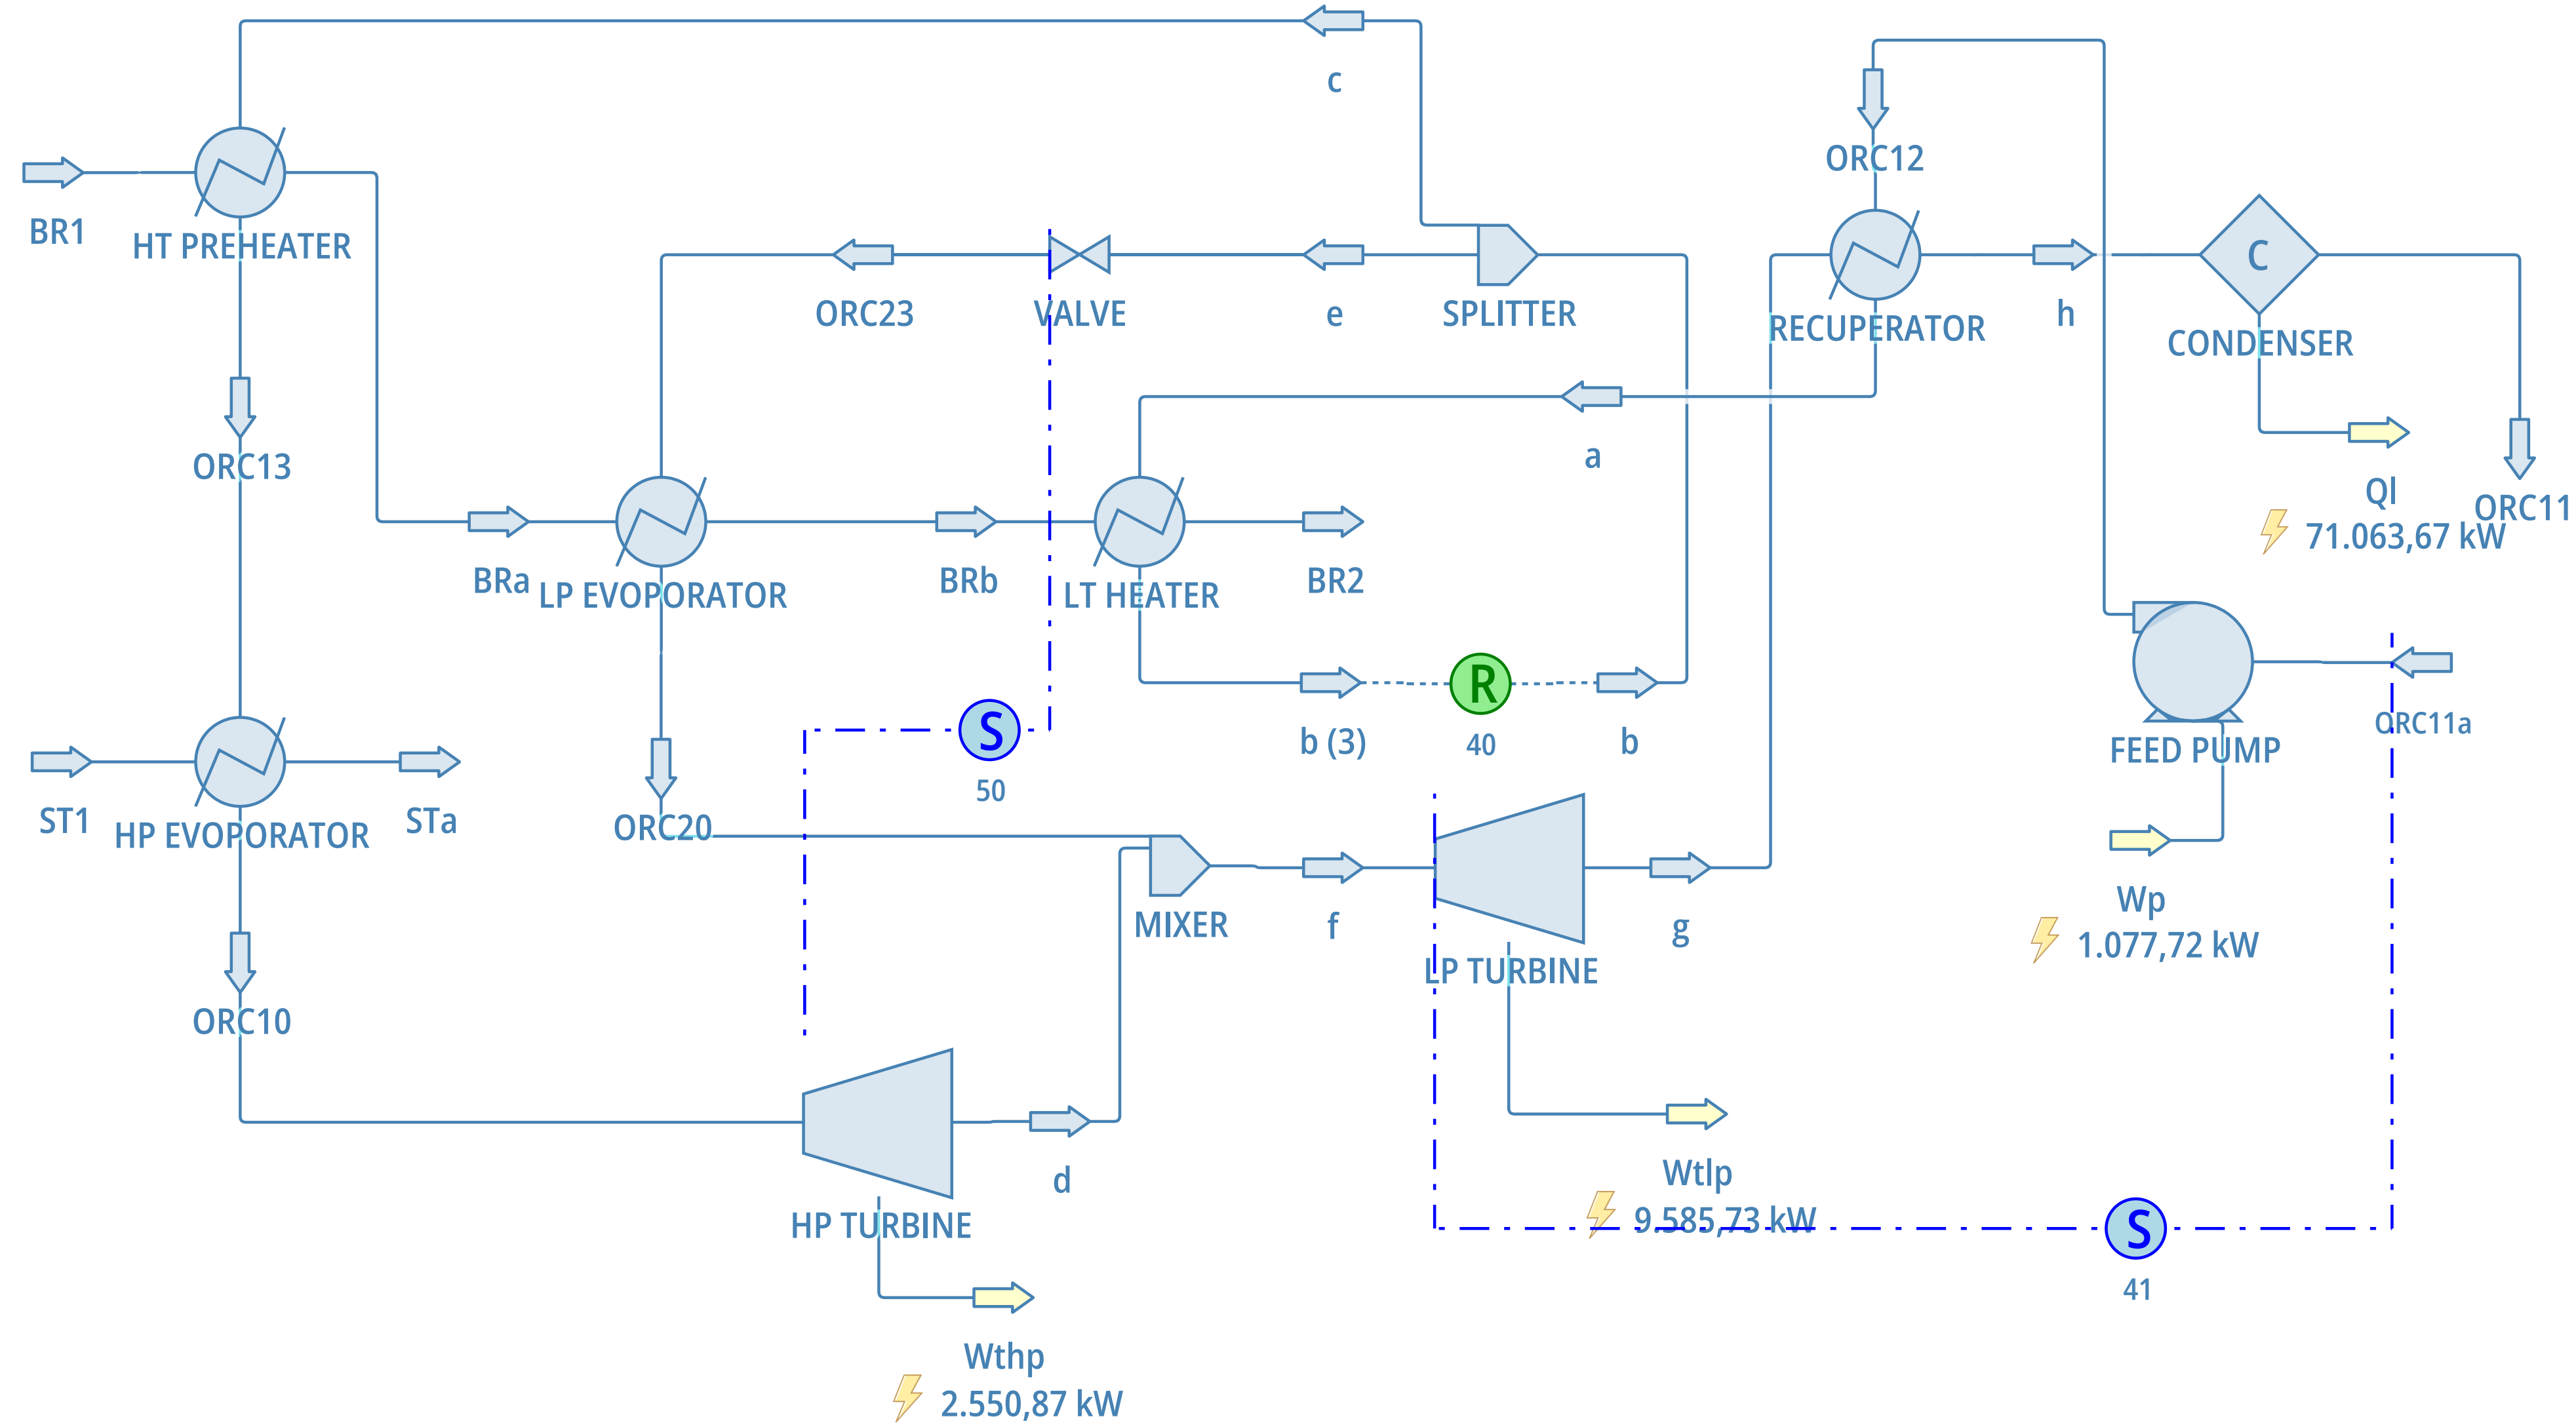 c
ORC12
BR1
HT PREHEATER
C
ORC23
VALVE
e
SPLITTER
RECUPERATOR
h
CONDENSER
ORC13
a
Ql
71.063,67 kW
ORC11
BRa
LP EVOPORATOR
BRb
LT HEATER
BR2
R
S
b (3)
40
b
ORC11a
FEED PUMP
50
ST1
HP EVOPORATOR
STa
ORC20
MIXER
f
g
Wp
1.077,72 kW
LP TURBINE
ORC10
d
Wtlp
9.585,73 kW
HP TURBINE
S
41
Wthp
2.550,87 kW